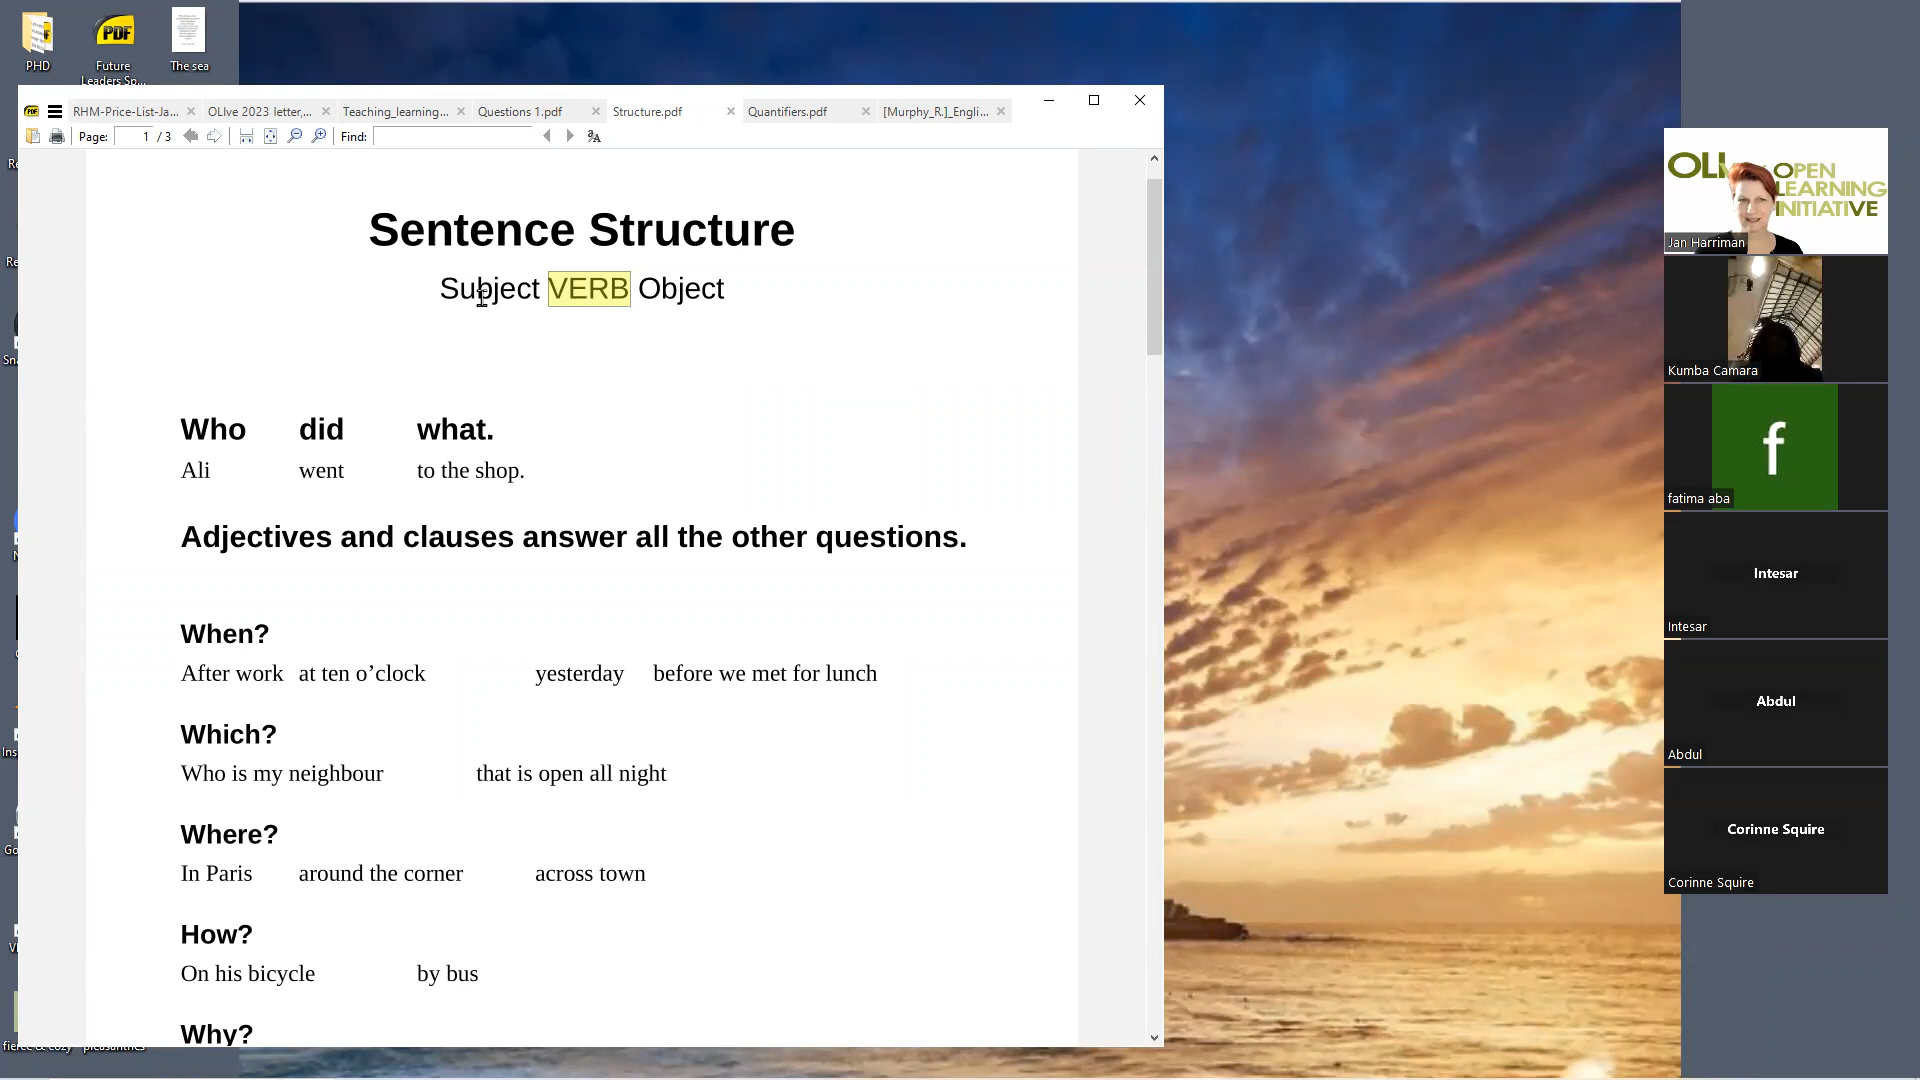 PHD
Future
Leaders Sp...
The sea
RHM-Price-List-Ja...
OLIve 2023 letter,...
Teaching_learning...
Questions 1.pdf
Structure.pdf
Quantifiers.pdf
[Murphy_R.]_Engli...
Page: 1 / 3
Find:
Sentence Structure
Subject VERB Object
Who did what.
Ali went to the shop.
Adjectives and clauses answer all the other questions.
When?
After work at ten o’clock yesterday before we met for lunch
Which?
Who is my neighbour that is open all night
Where?
In Paris around the corner across town
How?
On his bicycle by bus
Why?
OPEN
LEARNING
INITIATIVE
Jan Harriman
Kumba Camara
f
fatima aba
Intesar
Intesar
Abdul
Abdul
Corinne Squire
Corinne Squire